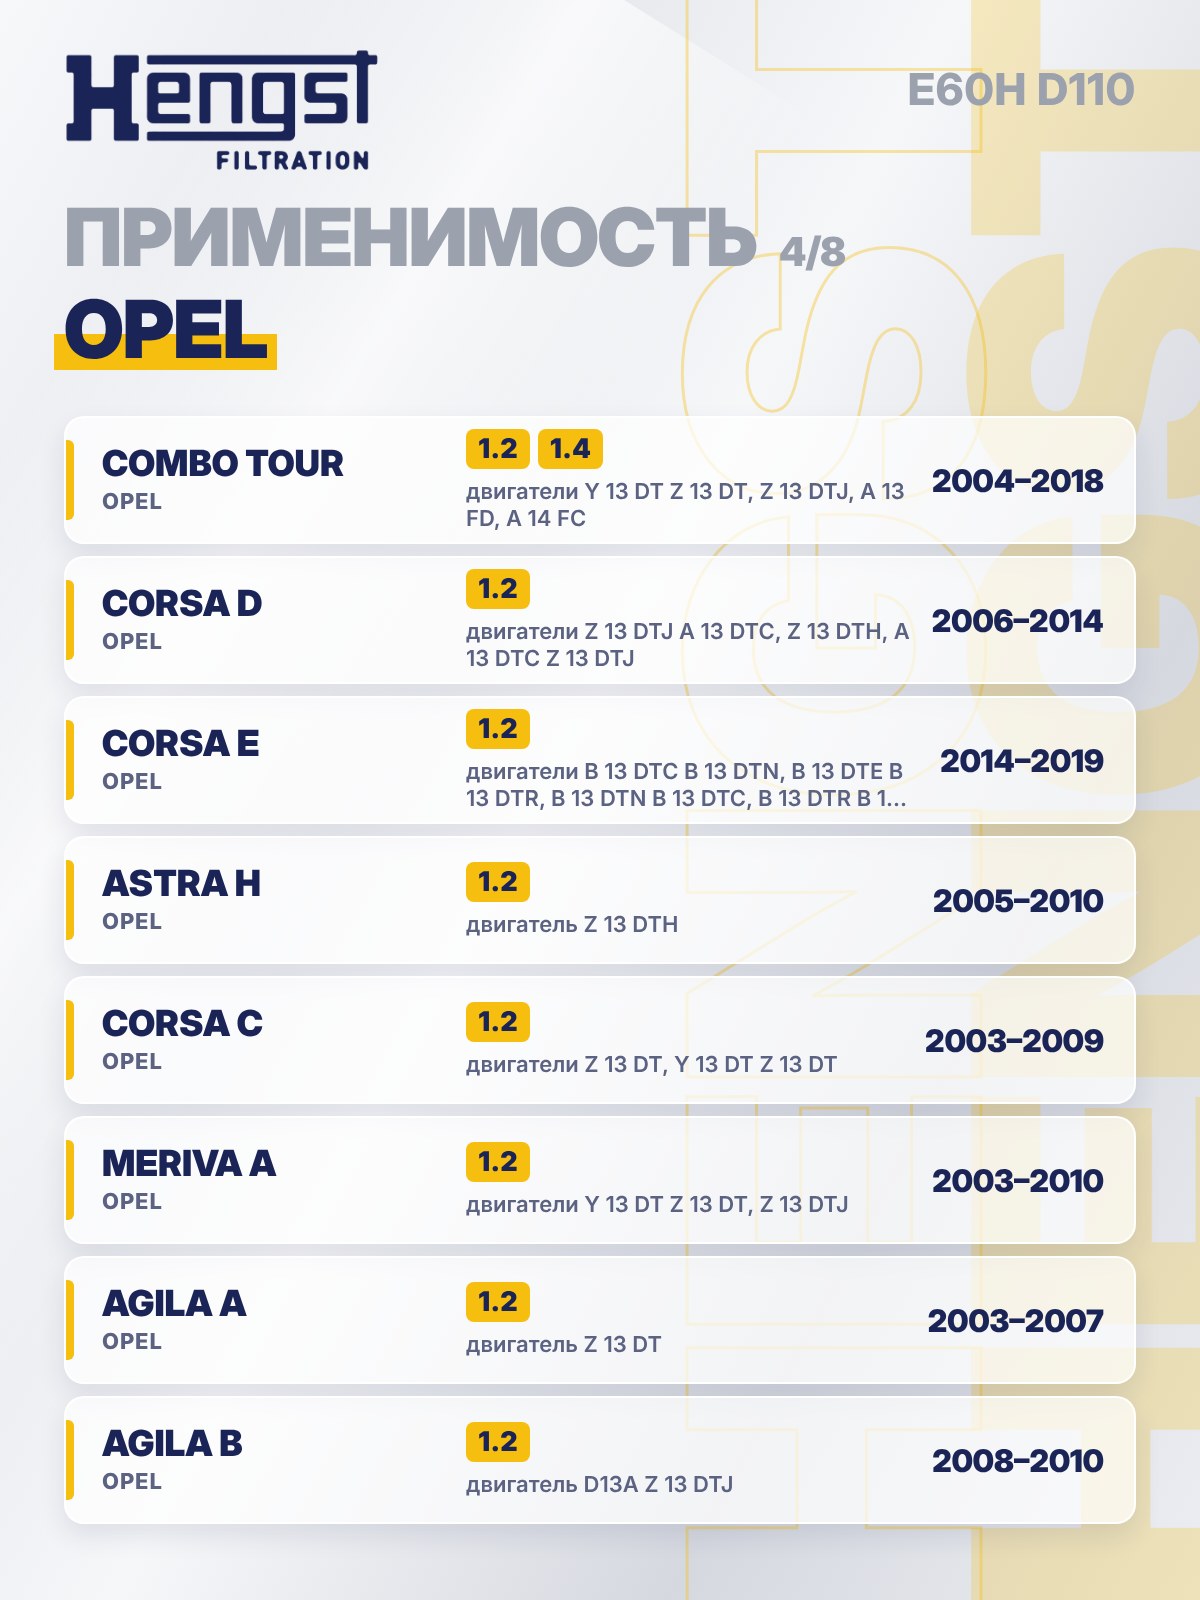 Hengst
FILTRATION
E60H D110
ПРИМЕНИМОСТЬ 4/8
OPEL
COMBO TOUR
OPEL
1.2 1.4
двигатели Y 13 DT Z 13 DT, Z 13 DTJ, A 13
FD, A 14 FC
2004–2018
CORSA D
OPEL
1.2
двигатели Z 13 DTJ A 13 DTC, Z 13 DTH, A
13 DTC Z 13 DTJ
2006–2014
CORSA E
OPEL
1.2
двигатели B 13 DTC B 13 DTN, B 13 DTE B
13 DTR, B 13 DTN B 13 DTC, B 13 DTR B 1...
2014–2019
ASTRA H
OPEL
1.2
двигатель Z 13 DTH
2005–2010
CORSA C
OPEL
1.2
двигатели Z 13 DT, Y 13 DT Z 13 DT
2003–2009
MERIVA A
OPEL
1.2
двигатели Y 13 DT Z 13 DT, Z 13 DTJ
2003–2010
AGILA A
OPEL
1.2
двигатель Z 13 DT
2003–2007
AGILA B
OPEL
1.2
двигатель D13A Z 13 DTJ
2008–2010
HENGST
HENGST